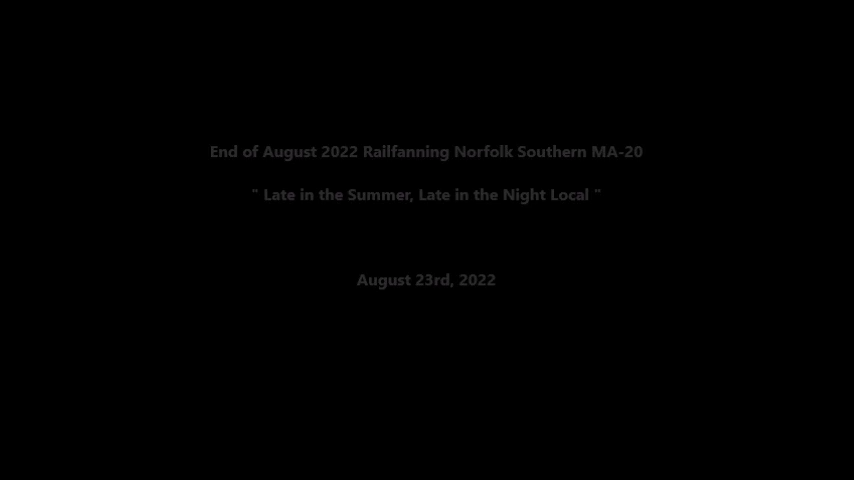 End of August 2022 Railfanning Norfolk Southern MA-20
" Late in the Summer, Late in the Night Local "
August 23rd, 2022